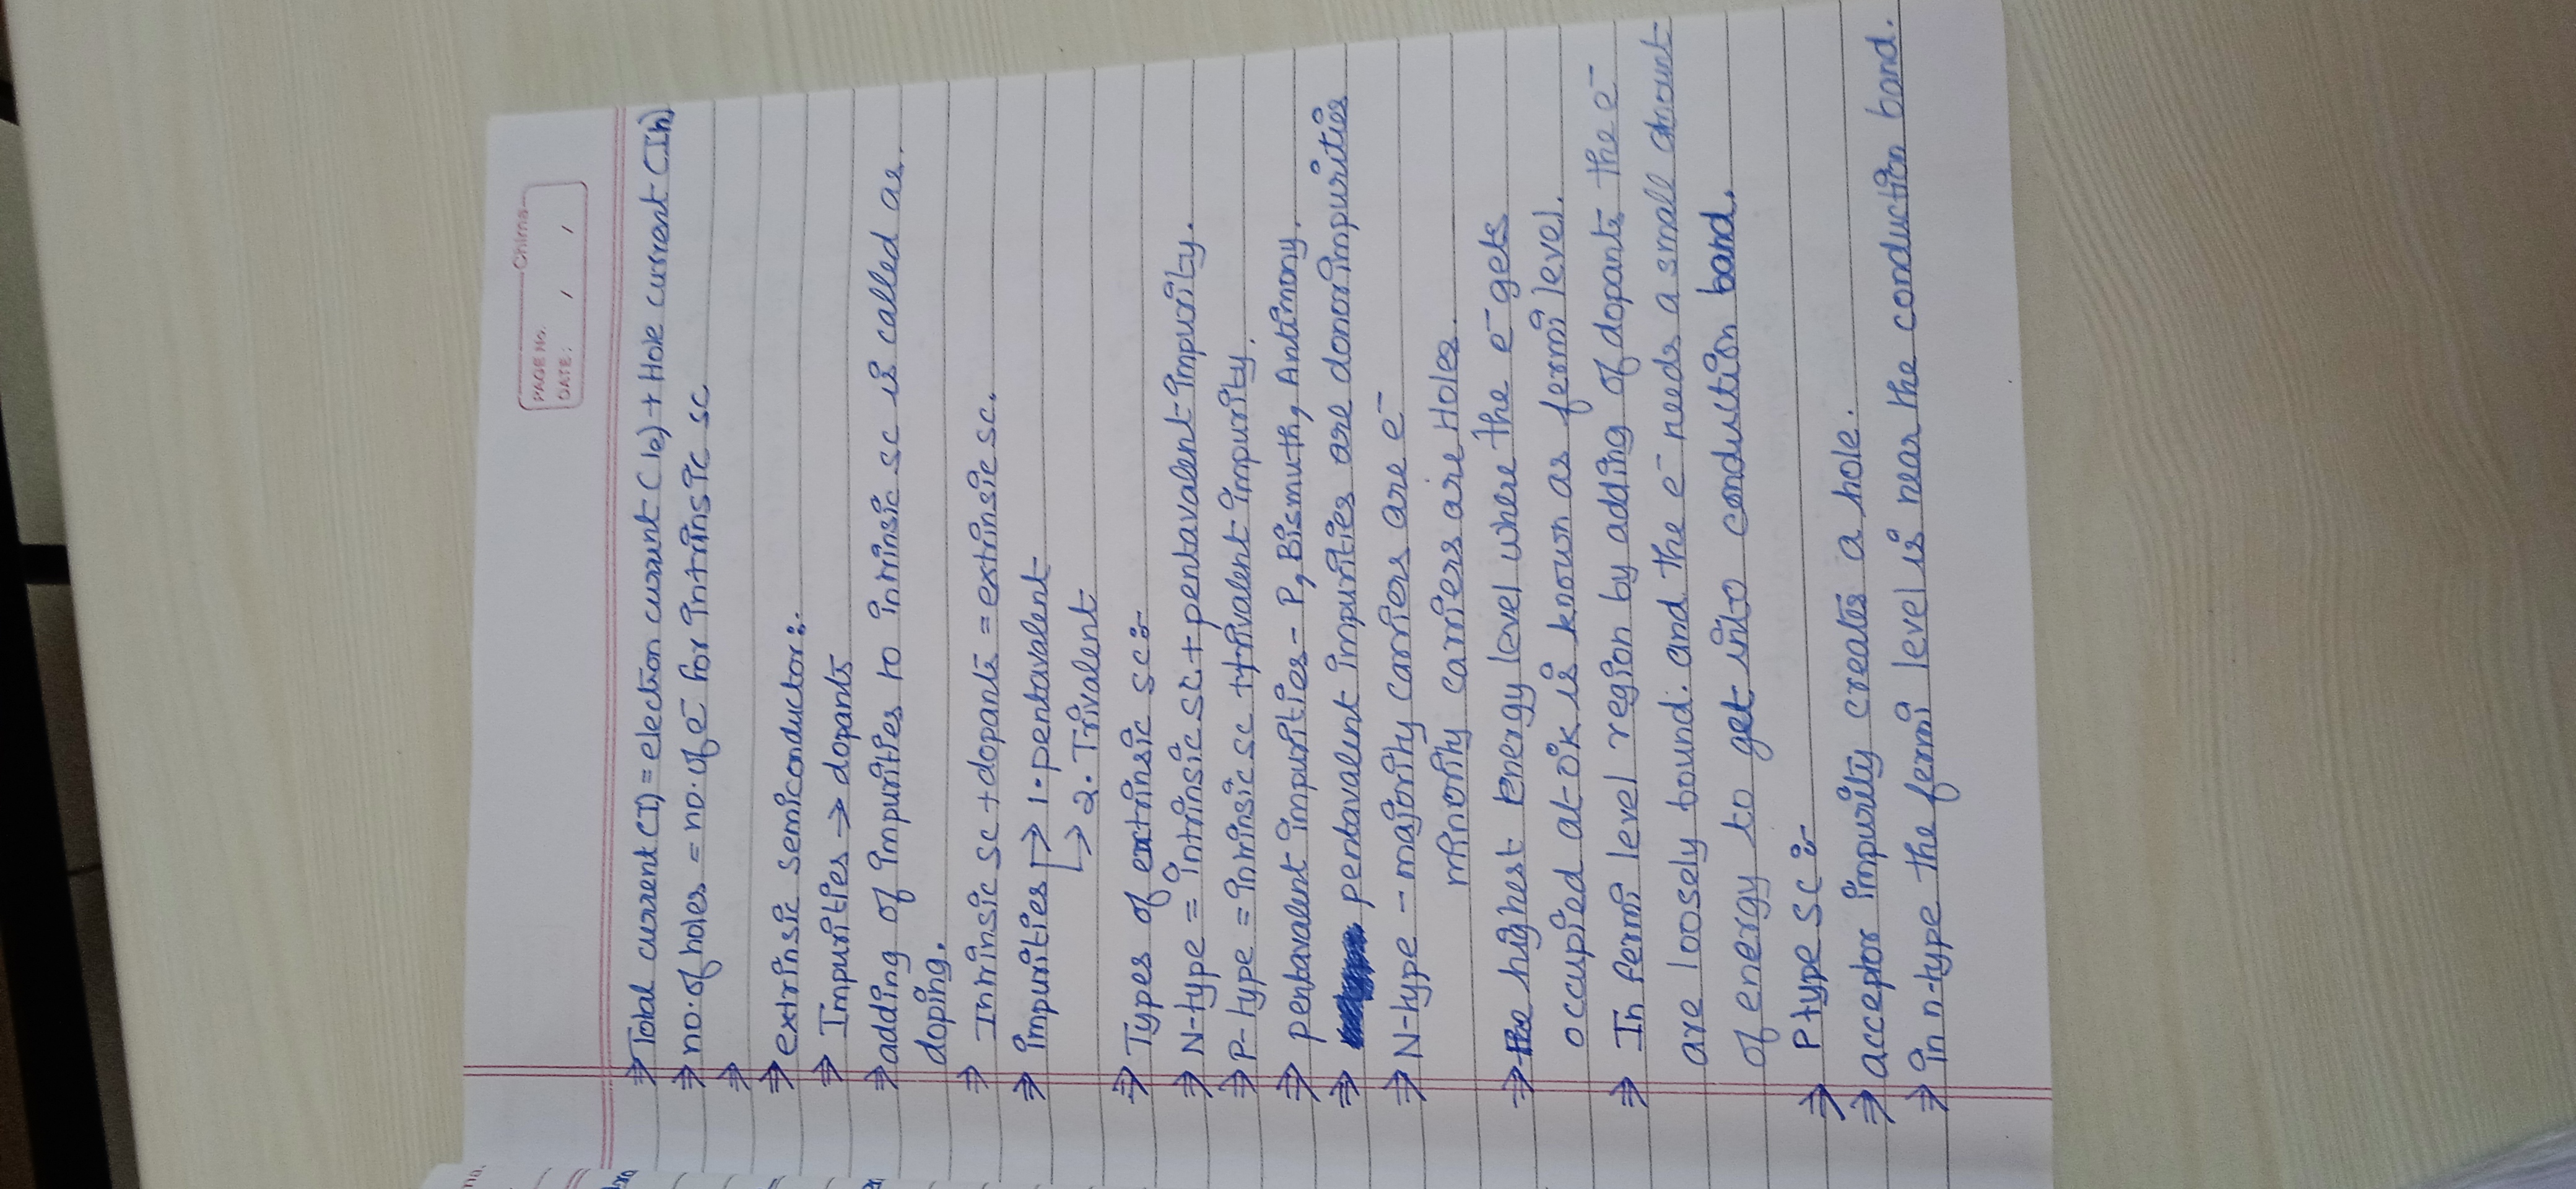 Chima
PAGE No.
DATE: / /
⇒ Total current (I) = election current (Ie) + Hole current (Ih)
⇒ no. of holes = no. of e⁻ for intrinsic sc
⇒
⇒ extrinsic semiconductor:-
⇒ Impurities → dopants
⇒ adding of impurities to intrinsic sc is called as
doping.
⇒ Intrinsic sc + dopants = extrinsic sc.
⇒ impurities → 1. pentavalent
→ 2. Trivalent
⇒ Types of extrinsic sc:-
⇒ N-type = intrinsic sc + pentavalent impurity.
⇒ P-type = inrinsic sc + trivalent impurity.
⇒ pentavalent impurities - P, Bismuth, Antimony.
⇒ pentavalent impurities are donor impurities
⇒ N-type - majority carriers are e⁻
minority carriers are Holes.
⇒ the highest energy level where the e⁻ gets
occupied at 0k is known as fermi level.
⇒ In fermi level region by adding of dopants the e⁻
are loosely bound. and the e⁻ needs a small amount
of energy to get into conduction band.
⇒ P type sc :-
⇒ acceptor impurity creates a hole.
⇒ in n-type the fermi level is near the conduction band.